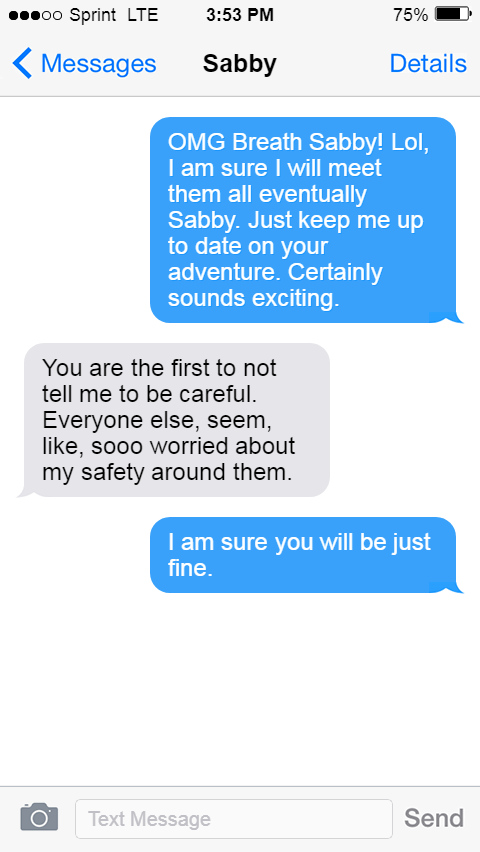 Sprint LTE 3:53 PM 75%
Messages Sabby Details
OMG Breath Sabby! Lol,
I am sure I will meet
them all eventually
Sabby. Just keep me up
to date on your
adventure. Certainly
sounds exciting.
You are the first to not
tell me to be careful.
Everyone else, seem,
like, sooo worried about
my safety around them.
I am sure you will be just
fine.
Text Message Send